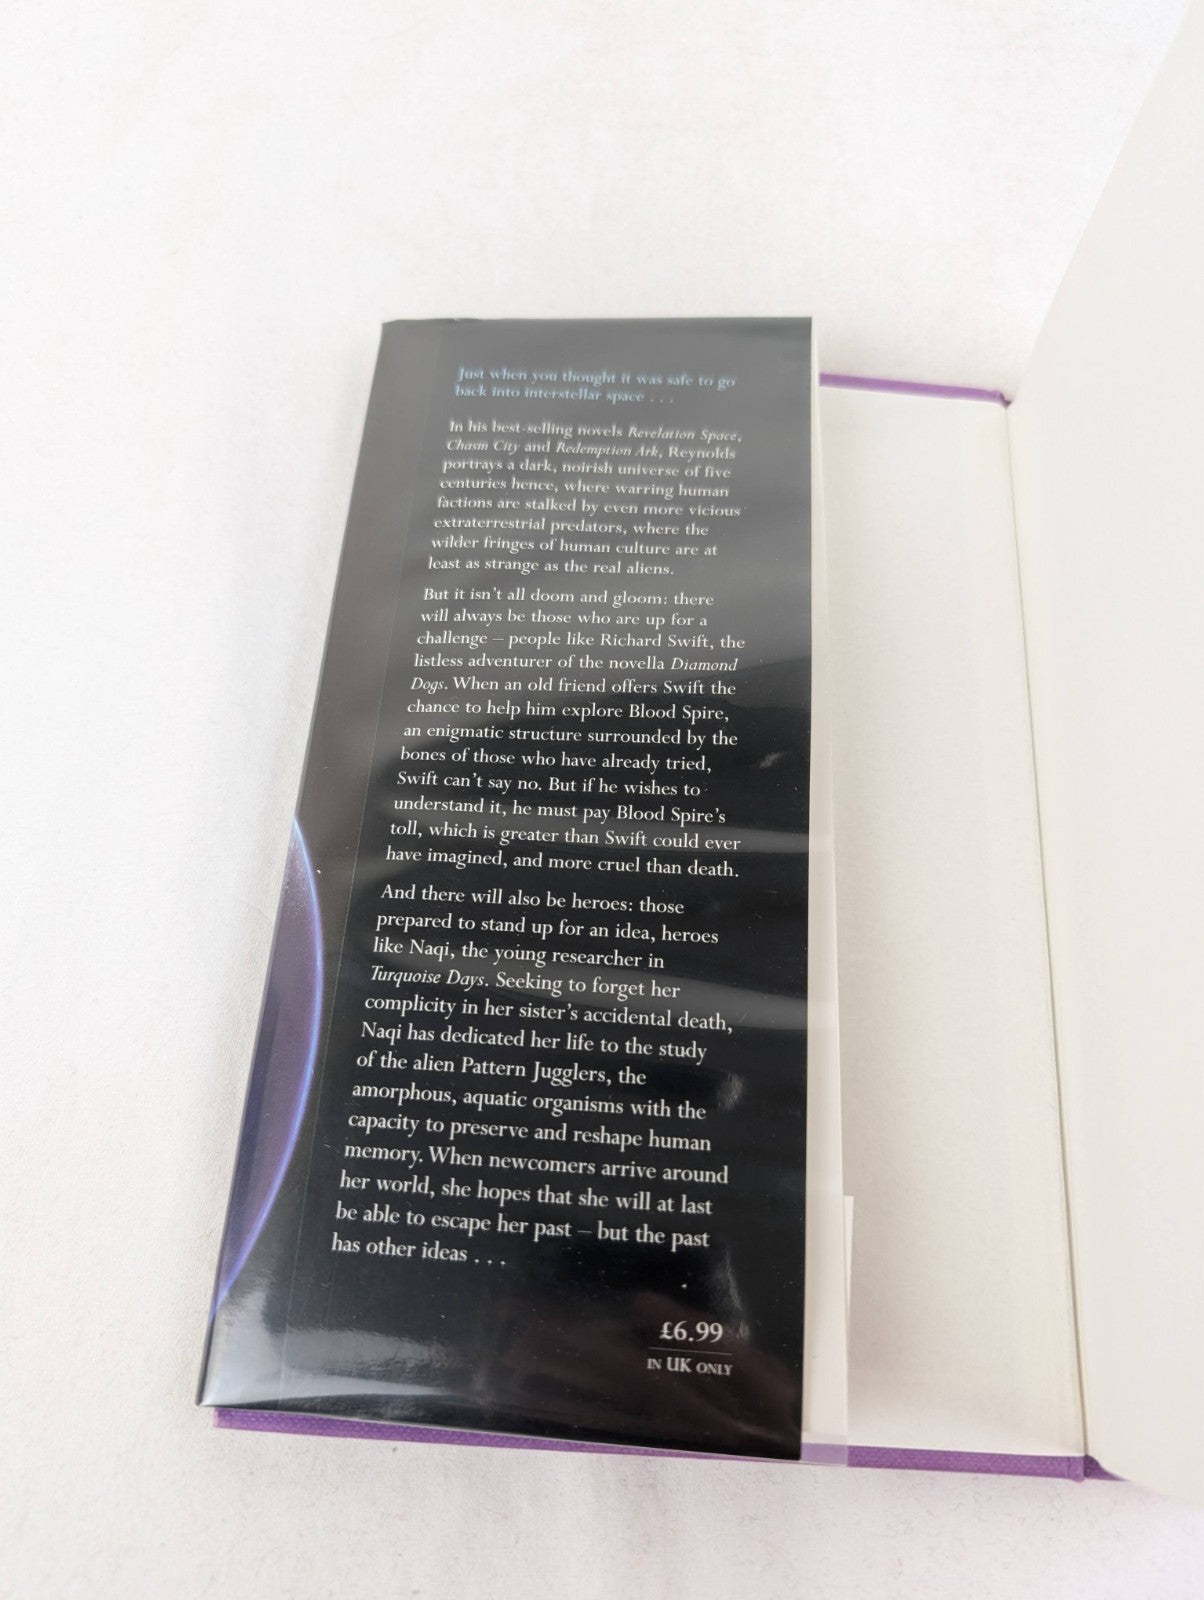 Just when you thought it was safe to go
back into interstellar space . . .
In his best-selling novels Revelation Space,
Chasm City and Redemption Ark, Reynolds
portrays a dark, noirish universe of five
centuries hence, where warring human
factions are stalked by even more vicious
extraterrestrial predators, where the
wilder fringes of human culture are at
least as strange as the real aliens.
But it isn't all doom and gloom: there
will always be those who are up for a
challenge – people like Richard Swift, the
listless adventurer of the novella Diamond
Dogs. When an old friend offers Swift the
chance to help him explore Blood Spire,
an enigmatic structure surrounded by the
bones of those who have already tried,
Swift can't say no. But if he wishes to
understand it, he must pay Blood Spire's
toll, which is greater than Swift could ever
have imagined, and more cruel than death.
And there will also be heroes: those
prepared to stand up for an idea, heroes
like Naqi, the young researcher in
Turquoise Days. Seeking to forget her
complicity in her sister's accidental death,
Naqi has dedicated her life to the study
of the alien Pattern Jugglers, the
amorphous, aquatic organisms with the
capacity to preserve and reshape human
memory. When newcomers arrive around
her world, she hopes that she will at last
be able to escape her past – but the past
has other ideas . . .
£6.99
IN UK ONLY